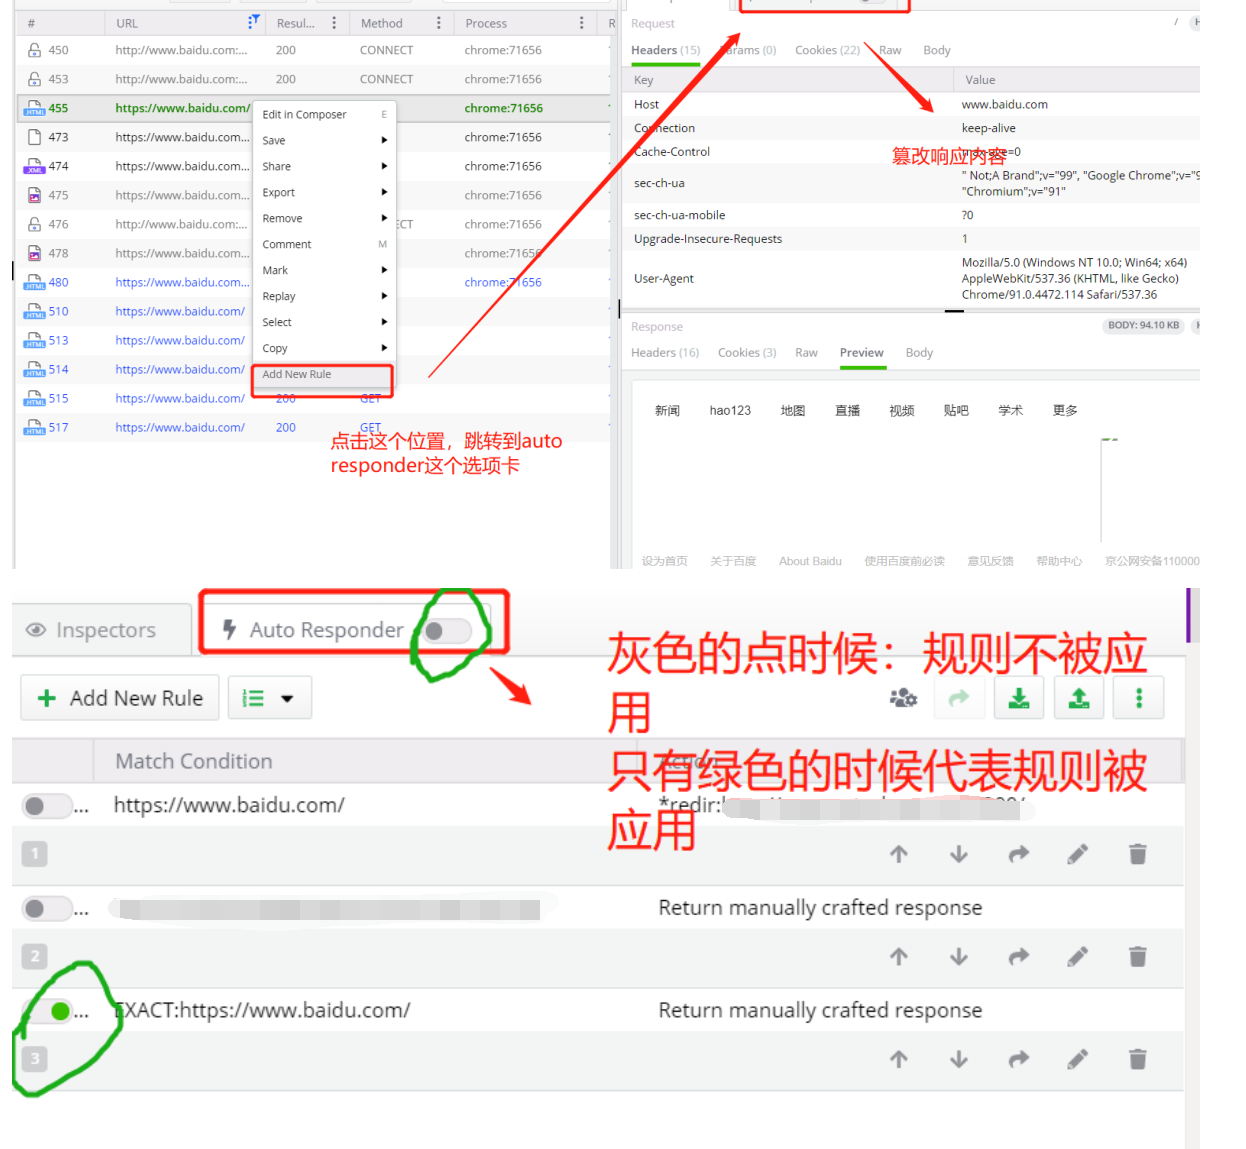 # URL Resul... Method Process R
450 http://www.baidu.com:... 200 CONNECT chrome:71656
453 http://www.baidu.com:... 200 CONNECT chrome:71656
455 https://www.baidu.com/ chrome:71656
473 https://www.baidu.com... chrome:71656
474 https://www.baidu.com... chrome:71656
475 https://www.baidu.com... chrome:71656
476 http://www.baidu.com:... ECT chrome:71656
478 https://www.baidu.com... chrome:71656
480 https://www.baidu.com... chrome:71656
510 https://www.baidu.com/
513 https://www.baidu.com/
514 https://www.baidu.com/
515 https://www.baidu.com/ 200 GET
517 https://www.baidu.com/ 200 GET
Edit in Composer E
Save
Share
Export
Remove
Comment M
Mark
Replay
Select
Copy
Add New Rule
点击这个位置，跳转到auto
responder这个选项卡
Request /
Headers (15) Params (0) Cookies (22) Raw Body
Key Value
Host www.baidu.com
Connection keep-alive
Cache-Control max-age=0
篡改响应内容
sec-ch-ua " Not;A Brand";v="99", "Google Chrome";v="9
"Chromium";v="91"
sec-ch-ua-mobile ?0
Upgrade-Insecure-Requests 1
User-Agent Mozilla/5.0 (Windows NT 10.0; Win64; x64)
AppleWebKit/537.36 (KHTML, like Gecko)
Chrome/91.0.4472.114 Safari/537.36
Response BODY: 94.10 KB
Headers (16) Cookies (3) Raw Preview Body
新闻 hao123 地图 直播 视频 贴吧 学术 更多
设为首页 关于百度 About Baidu 使用百度前必读 意见反馈 帮助中心 京公网安备110000
Inspectors Auto Responder
灰色的点时候：规则不被应
用
只有绿色的时候代表规则被
应用
+ Add New Rule
Match Condition Action
https://www.baidu.com/ *redir:
1
Return manually crafted response
2
EXACT:https://www.baidu.com/ Return manually crafted response
3